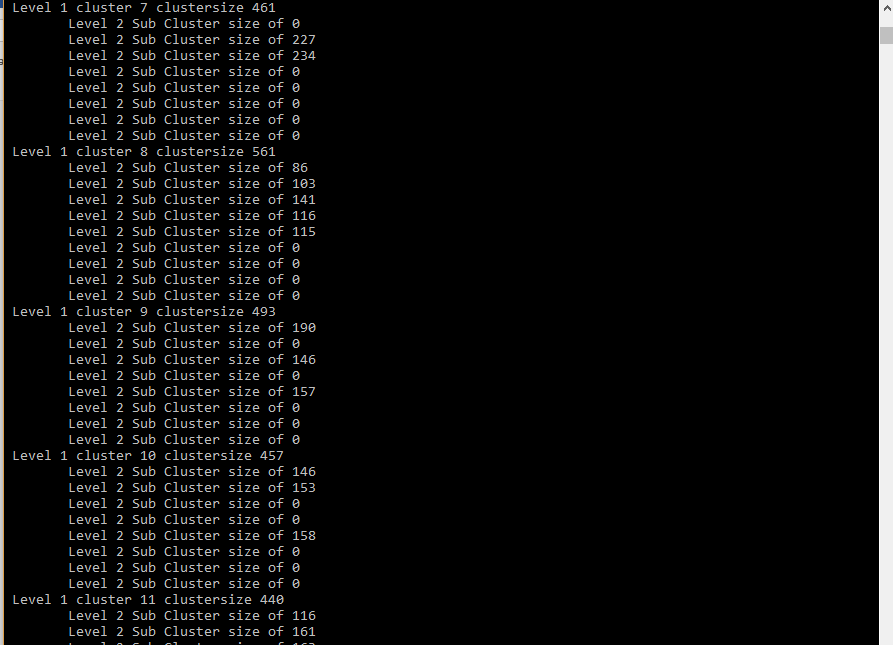 Level 1 cluster 7 clustersize 461
Level 2 Sub Cluster size of 0
Level 2 Sub Cluster size of 227
Level 2 Sub Cluster size of 234
Level 2 Sub Cluster size of 0
Level 2 Sub Cluster size of 0
Level 2 Sub Cluster size of 0
Level 2 Sub Cluster size of 0
Level 2 Sub Cluster size of 0
Level 1 cluster 8 clustersize 561
Level 2 Sub Cluster size of 86
Level 2 Sub Cluster size of 103
Level 2 Sub Cluster size of 141
Level 2 Sub Cluster size of 116
Level 2 Sub Cluster size of 115
Level 2 Sub Cluster size of 0
Level 2 Sub Cluster size of 0
Level 2 Sub Cluster size of 0
Level 2 Sub Cluster size of 0
Level 1 cluster 9 clustersize 493
Level 2 Sub Cluster size of 190
Level 2 Sub Cluster size of 0
Level 2 Sub Cluster size of 146
Level 2 Sub Cluster size of 0
Level 2 Sub Cluster size of 157
Level 2 Sub Cluster size of 0
Level 2 Sub Cluster size of 0
Level 2 Sub Cluster size of 0
Level 1 cluster 10 clustersize 457
Level 2 Sub Cluster size of 146
Level 2 Sub Cluster size of 153
Level 2 Sub Cluster size of 0
Level 2 Sub Cluster size of 0
Level 2 Sub Cluster size of 158
Level 2 Sub Cluster size of 0
Level 2 Sub Cluster size of 0
Level 2 Sub Cluster size of 0
Level 1 cluster 11 clustersize 440
Level 2 Sub Cluster size of 116
Level 2 Sub Cluster size of 161